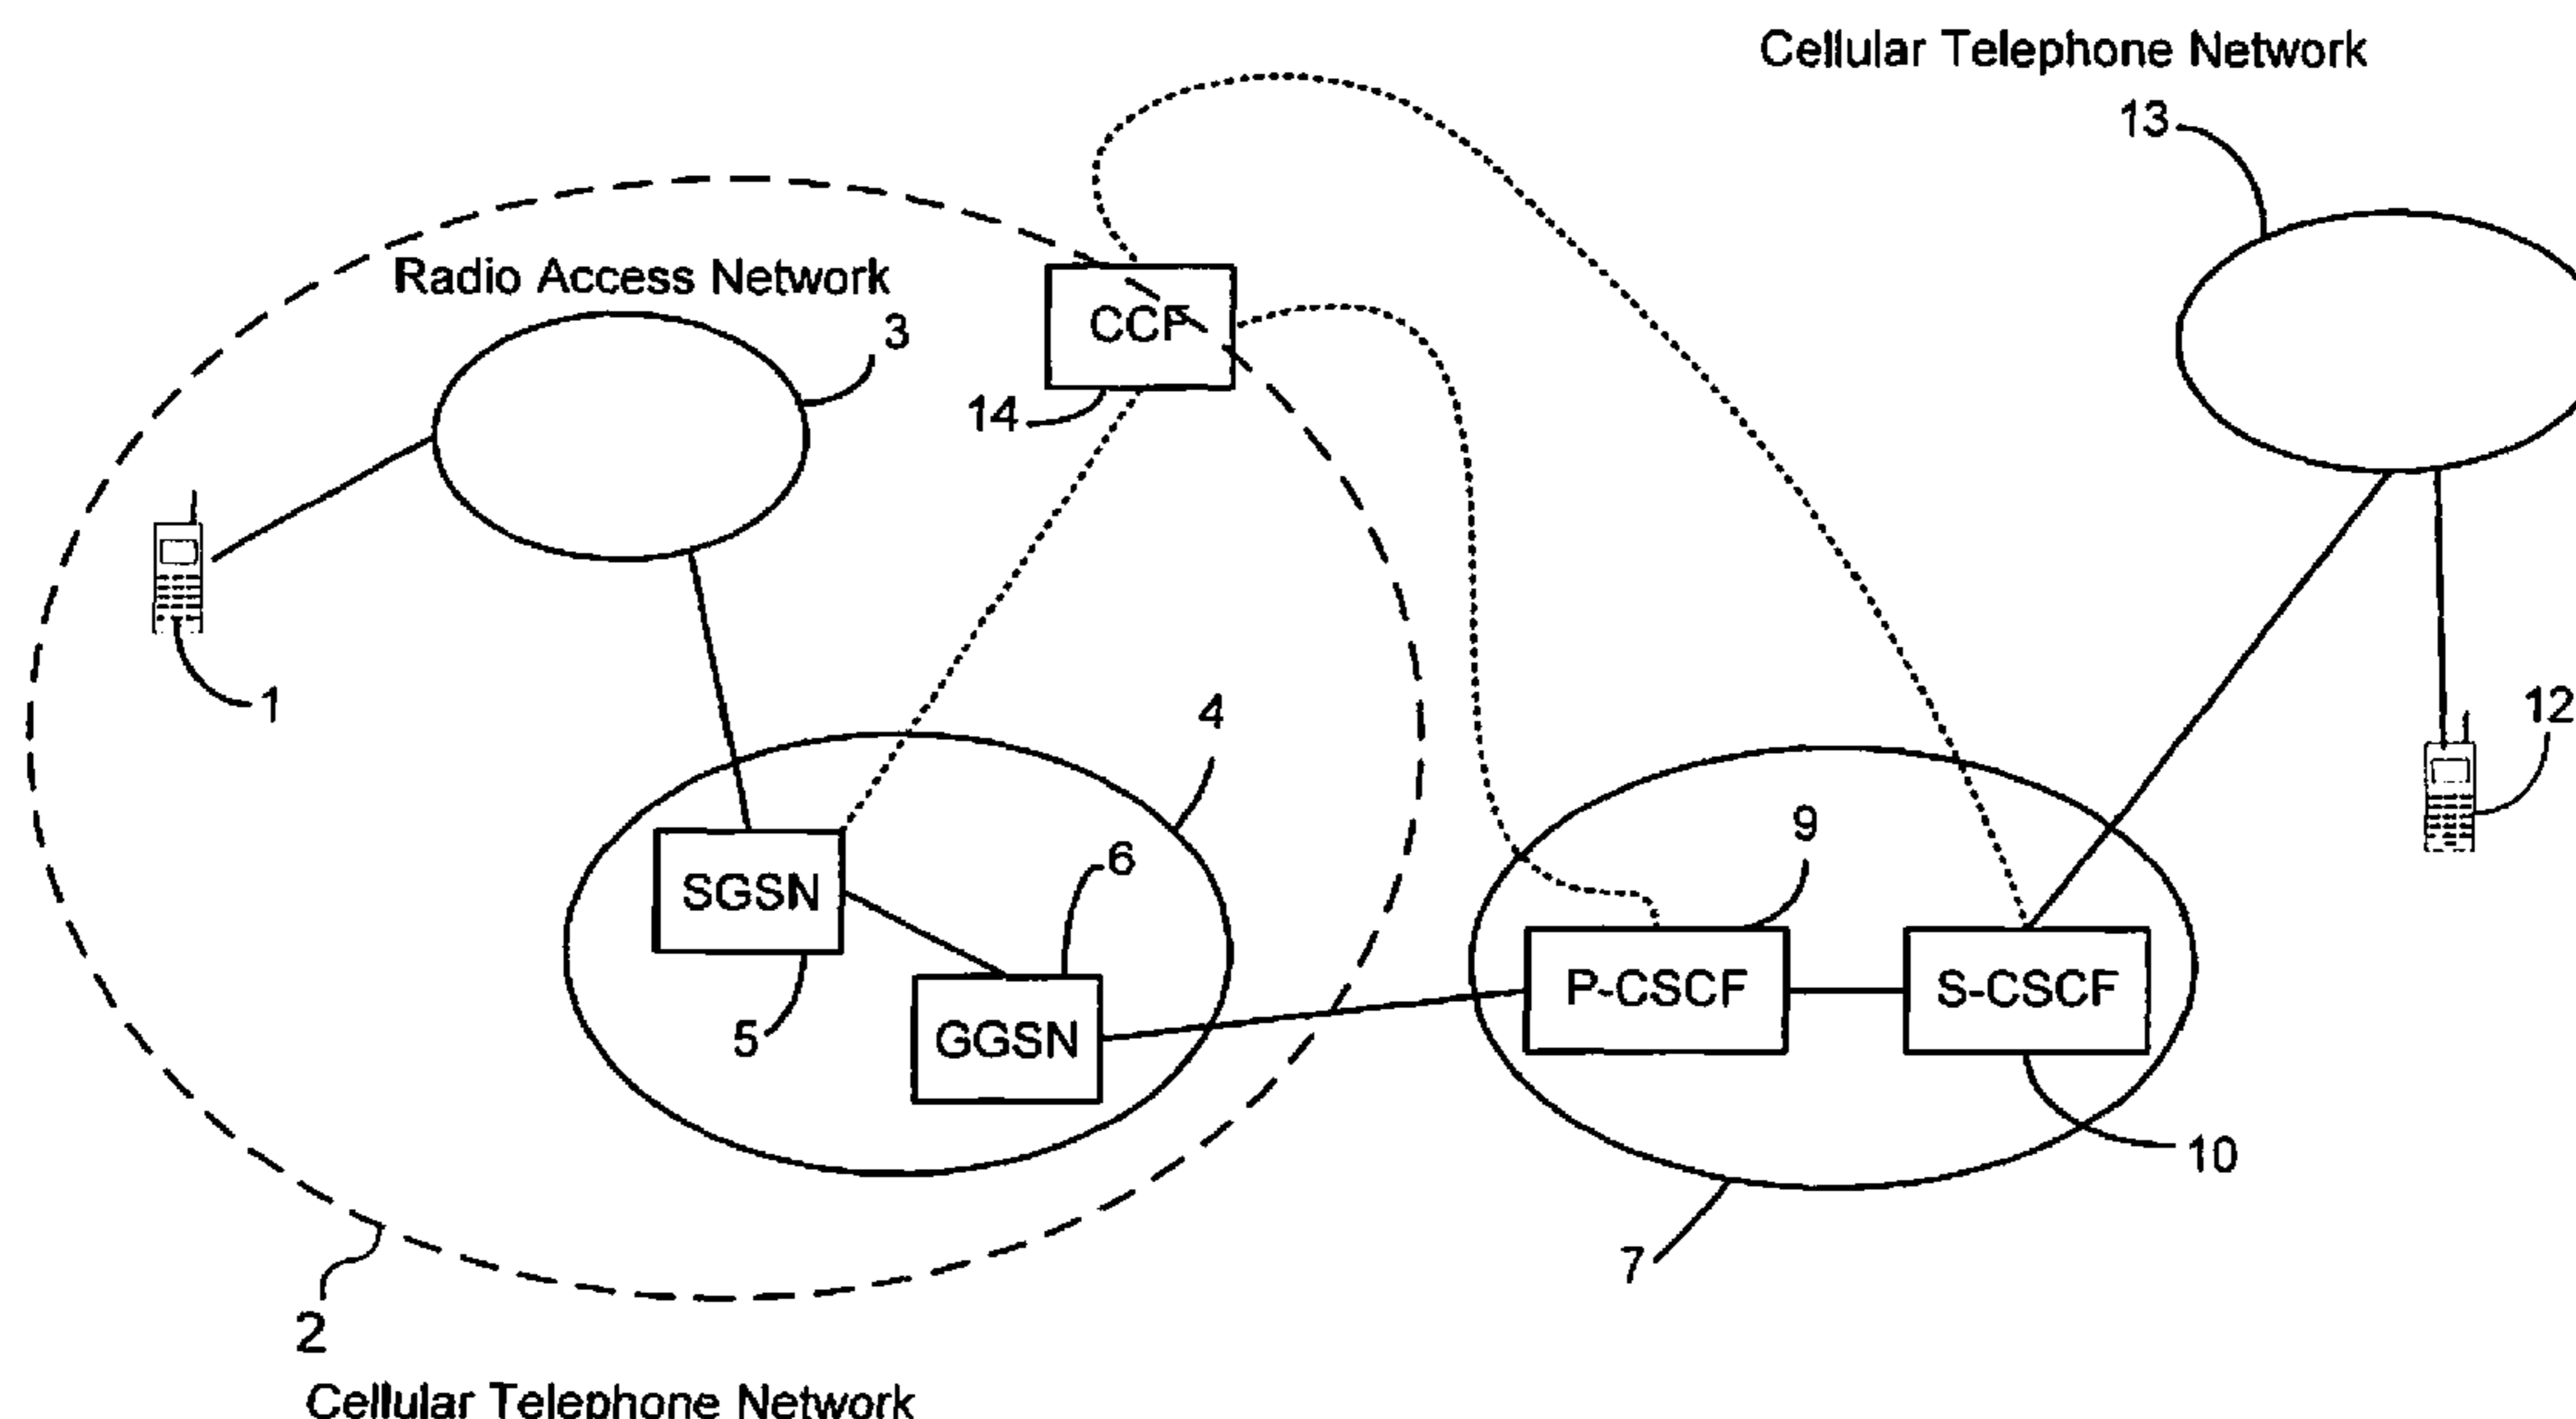 Cellular Telephone Network
13
Radio Access Network
3
CCF
14
1
4
12
SGSN
6
9
5
GGSN
P-CSCF
S-CSCF
10
7
2
Cellular Telephone Network